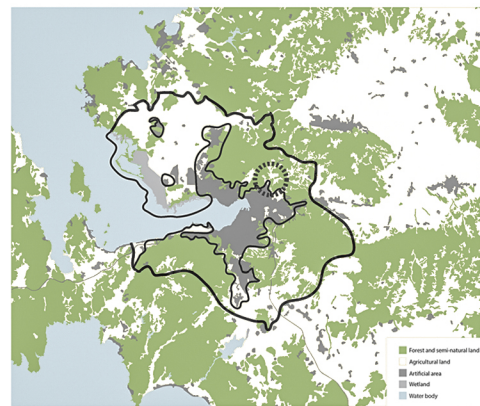 Forest and semi-natural land
Agricultural land
Artificial area
Wetland
Water body